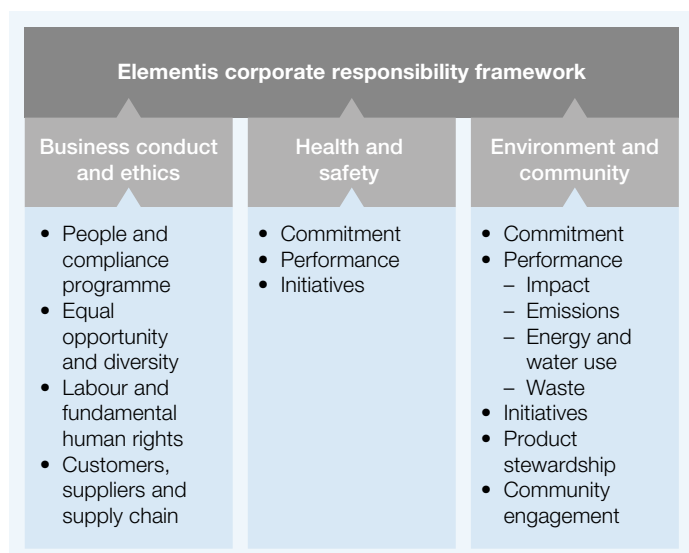 Elementis corporate responsibility framework
Business conduct
and ethics
• People and
compliance
programme
• Equal
opportunity
and diversity
• Labour and
fundamental
human rights
• Customers,
suppliers and
supply chain
Health and
safety
• Commitment
• Performance
• Initiatives
Environment and
community
• Commitment
• Performance
– Impact
– Emissions
– Energy and
water use
– Waste
• Initiatives
• Product
stewardship
• Community
engagement